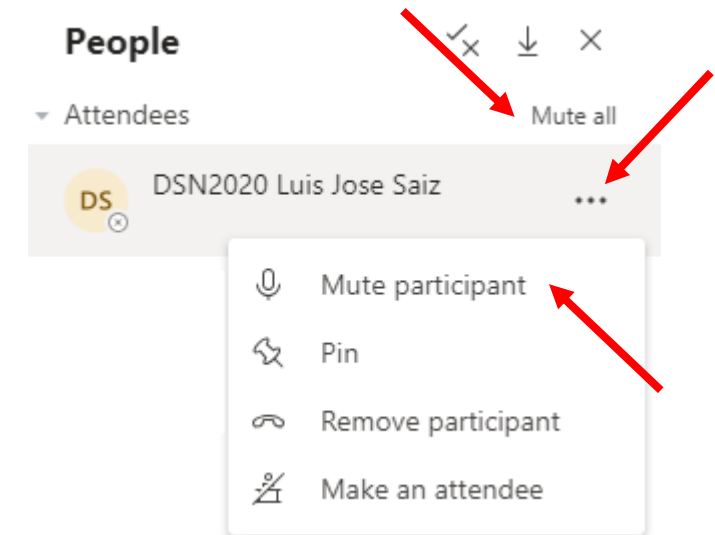 People
Attendees
Mute all
DS
DSN2020 Luis Jose Saiz
Mute participant
Pin
Remove participant
Make an attendee